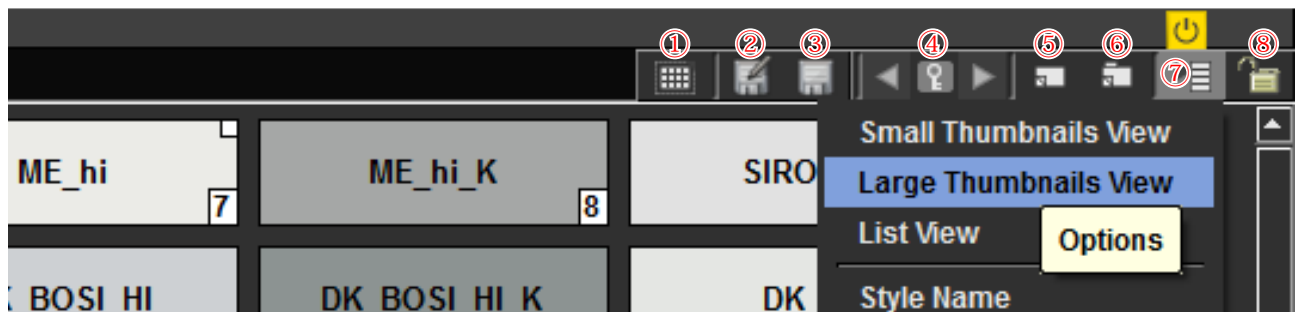 ① ② ③ ④ ⑤ ⑥ ⑦ ⑧
Small Thumbnails View
ME_hi 7 ME_hi_K 8 SIRO Large Thumbnails View
List View
Options
BOSI_HI DK_BOSI_HI_K DK Style Name